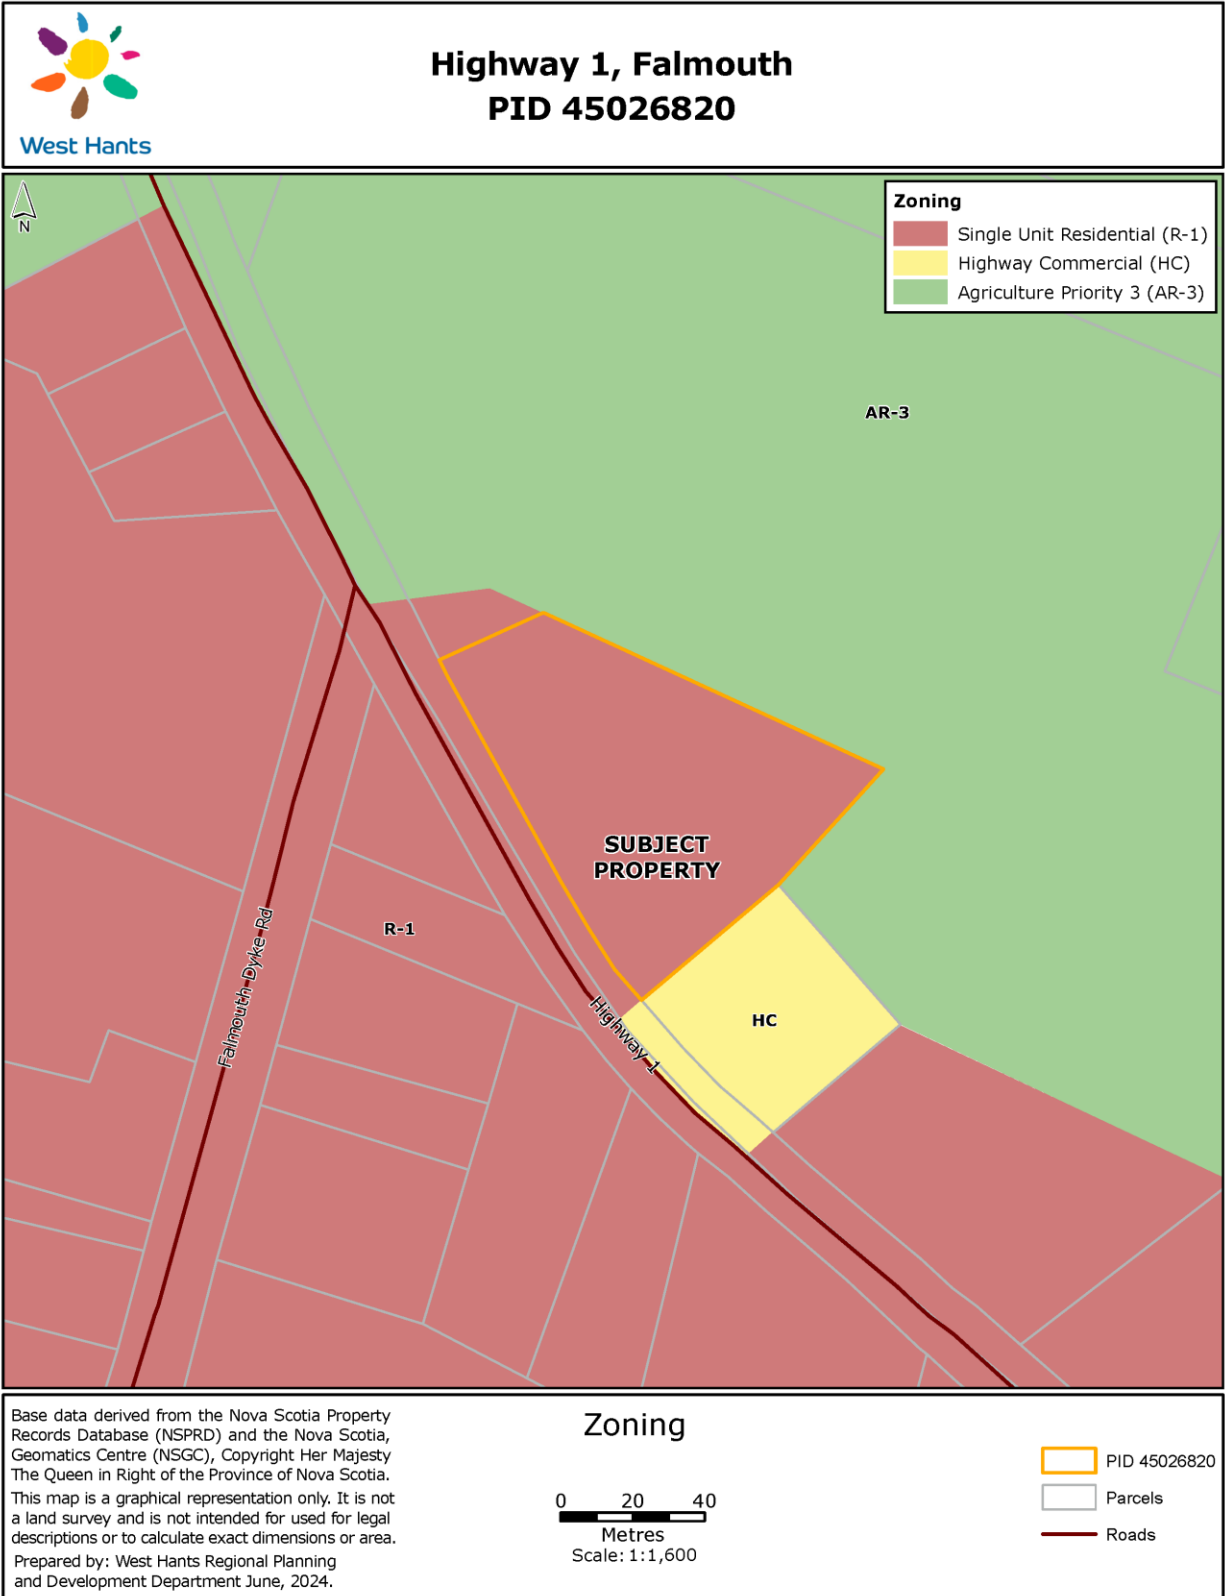 West Hants
Highway 1, Falmouth
PID 45026820
N
Zoning
Single Unit Residential (R-1)
Highway Commercial (HC)
Agriculture Priority 3 (AR-3)
AR-3
SUBJECT
PROPERTY
R-1
Falmouth Dyke Rd
Highway 1
HC
Base data derived from the Nova Scotia Property
Records Database (NSPRD) and the Nova Scotia,
Geomatics Centre (NSGC), Copyright Her Majesty
The Queen in Right of the Province of Nova Scotia.
This map is a graphical representation only. It is not
a land survey and is not intended for used for legal
descriptions or to calculate exact dimensions or area.
Prepared by: West Hants Regional Planning
and Development Department June, 2024.
Zoning
0 20 40
Metres
Scale: 1:1,600
PID 45026820
Parcels
Roads